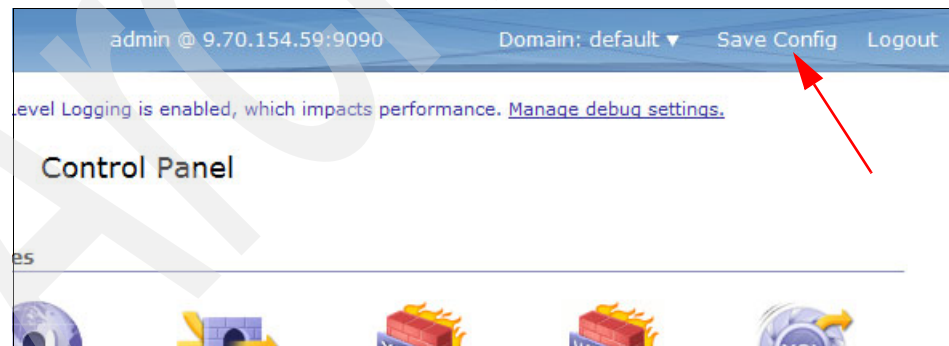 admin @ 9.70.154.59:9090 Domain: default ▼ Save Config Logout
Level Logging is enabled, which impacts performance. Manage debug settings.
Control Panel
es